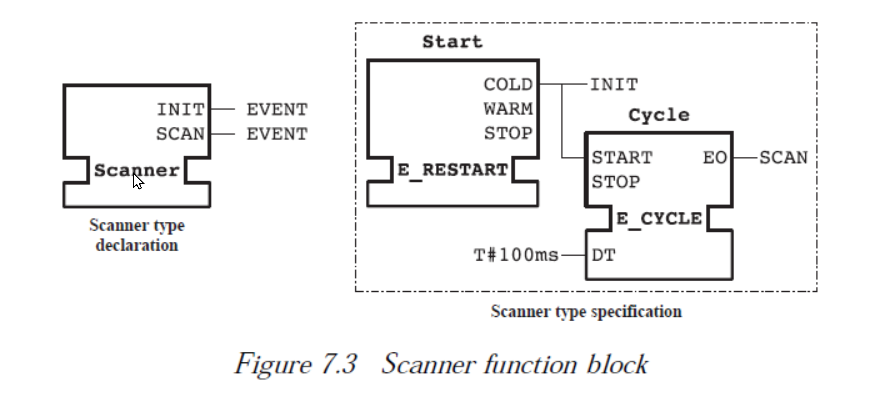 INIT EVENT
SCAN EVENT
Scanner
Scanner type
declaration
Start
COLD INIT
WARM
STOP
E_RESTART
Cycle
START EO SCAN
STOP
E_CYCLE
T#100ms DT
Scanner type specification
Figure 7.3 Scanner function block